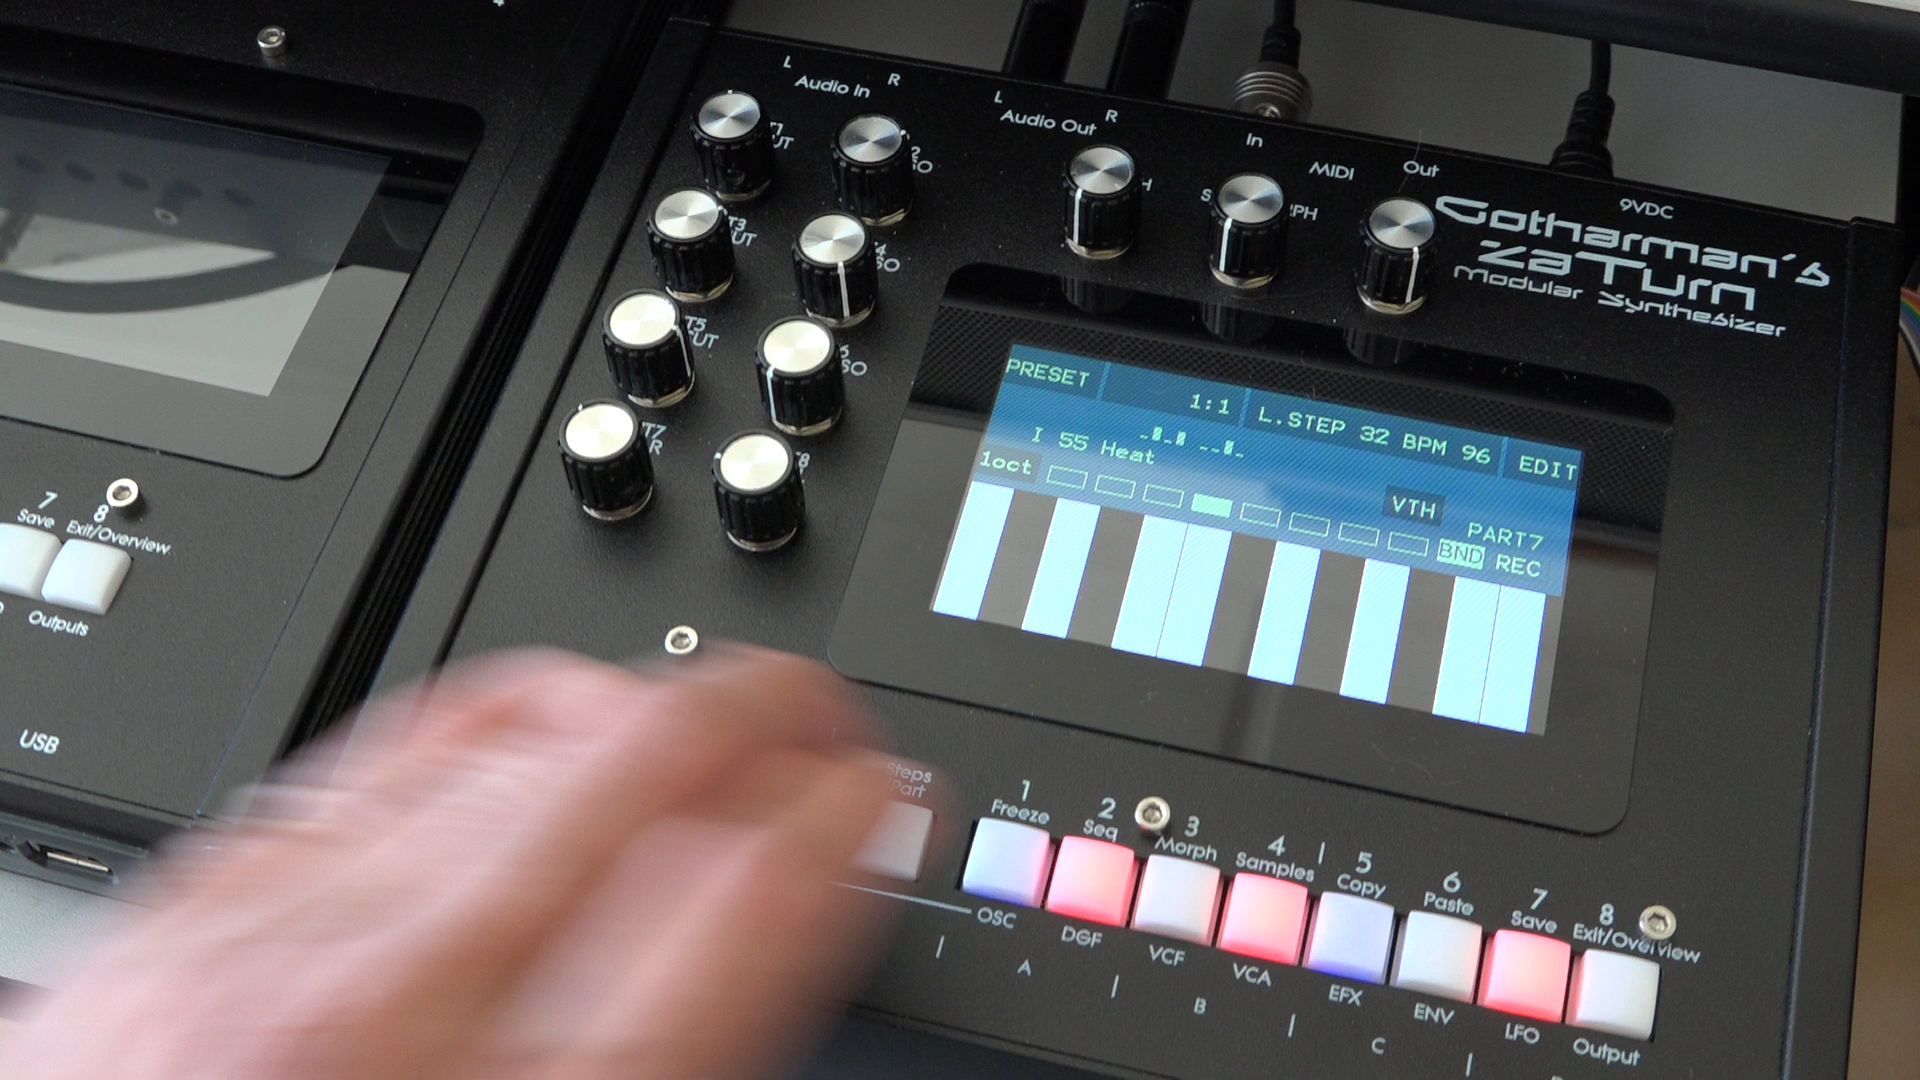 L
R
Audio In
L
R
Audio Out
In
MIDI
Out
9VDC
Gotharman's
ZaTurn
Modular Synthesizer
PRESET
1:1
L.STEP 32 BPM 96
EDIT
I 55 Heat
1oct
VTH
PART7
BND
REC
7
Save
8
Exit/Overview
Outputs
USB
Steps
/Part
1
Freeze
2
Seq
3
Morph
4
Samples
5
Copy
6
Paste
7
Save
8
Exit/Overview
OSC
DGF
VCF
VCA
EFX
ENV
LFO
Output
A
B
C